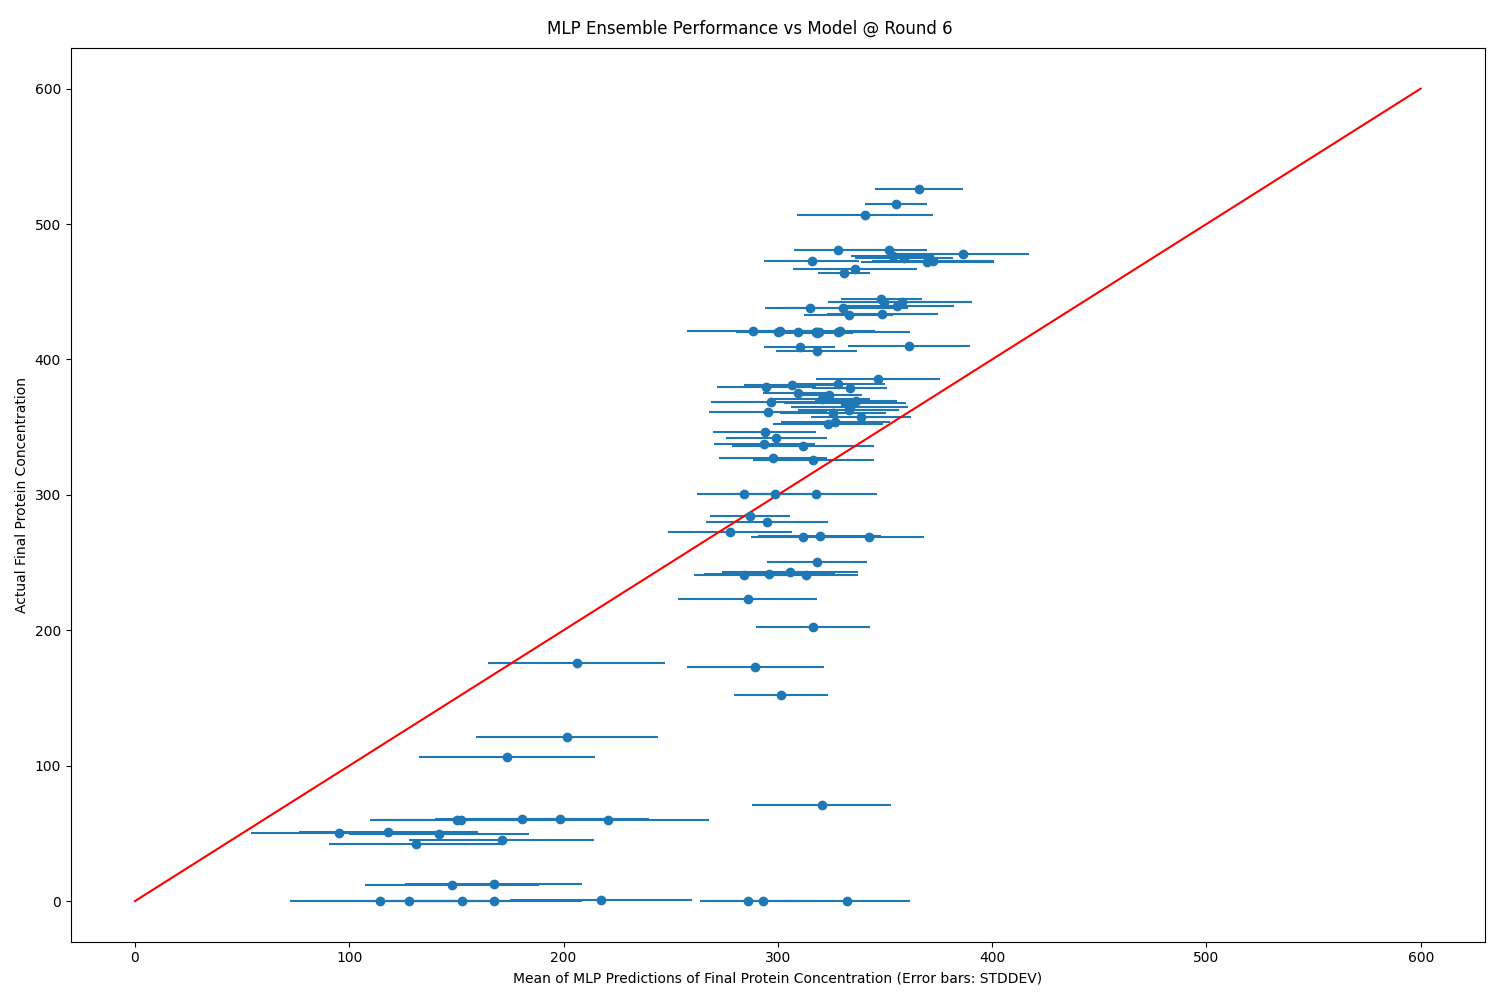 MLP Ensemble Performance vs Model @ Round 6
600
500
400
300
200
100
0
Actual Final Protein Concentration
0 100 200 300 400 500 600
Mean of MLP Predictions of Final Protein Concentration (Error bars: STDDEV)